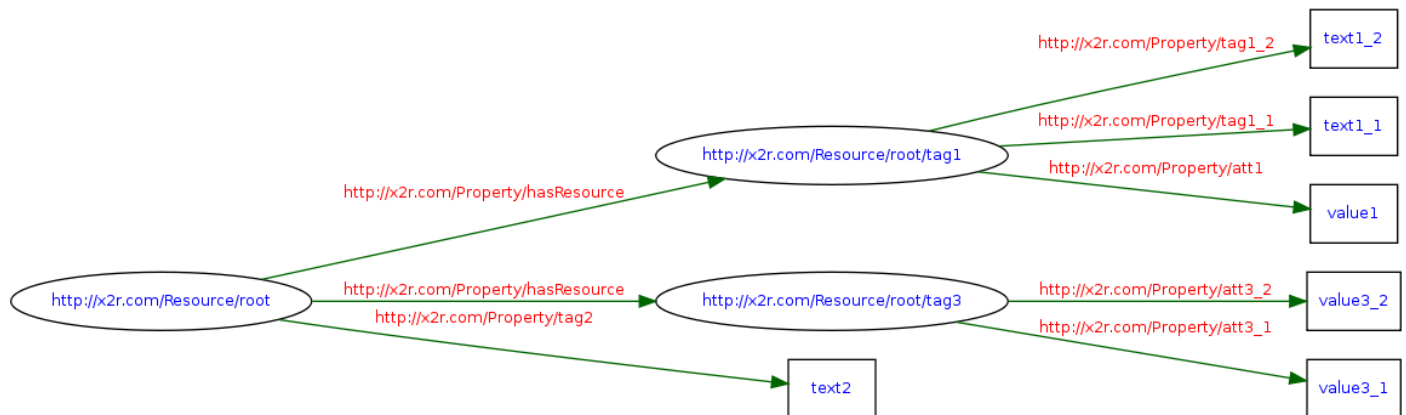 http://x2r.com/Property/tag1_2
text1_2
http://x2r.com/Property/tag1_1
text1_1
http://x2r.com/Resource/root/tag1
http://x2r.com/Property/att1
http://x2r.com/Property/hasResource
value1
http://x2r.com/Resource/root
http://x2r.com/Property/hasResource
http://x2r.com/Resource/root/tag3
http://x2r.com/Property/att3_2
value3_2
http://x2r.com/Property/tag2
http://x2r.com/Property/att3_1
text2
value3_1